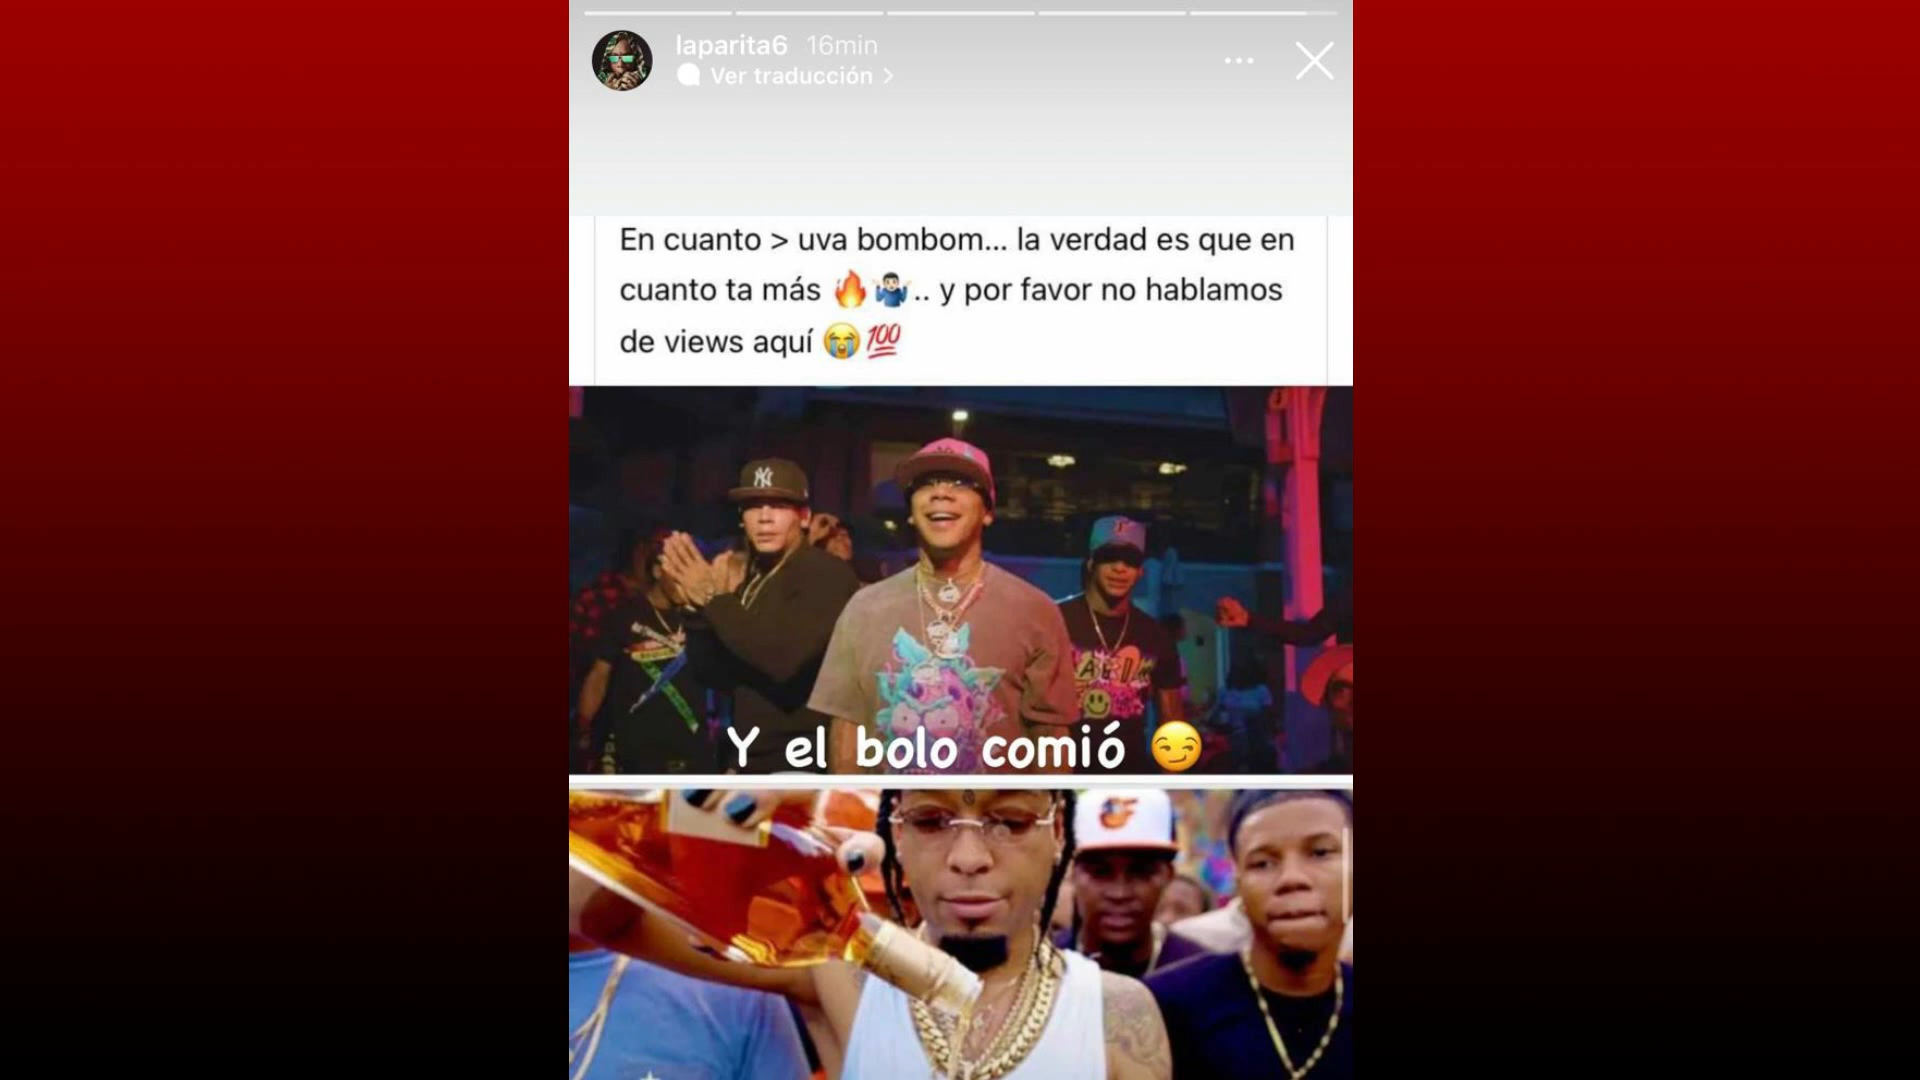 laparita6 16min
Ver traducción >
En cuanto > uva bombom... la verdad es que en
cuanto ta más 🔥🤷🏻‍♂️.. y por favor no hablamos
de views aquí 😭💯
NY
Y el bolo comió 😏